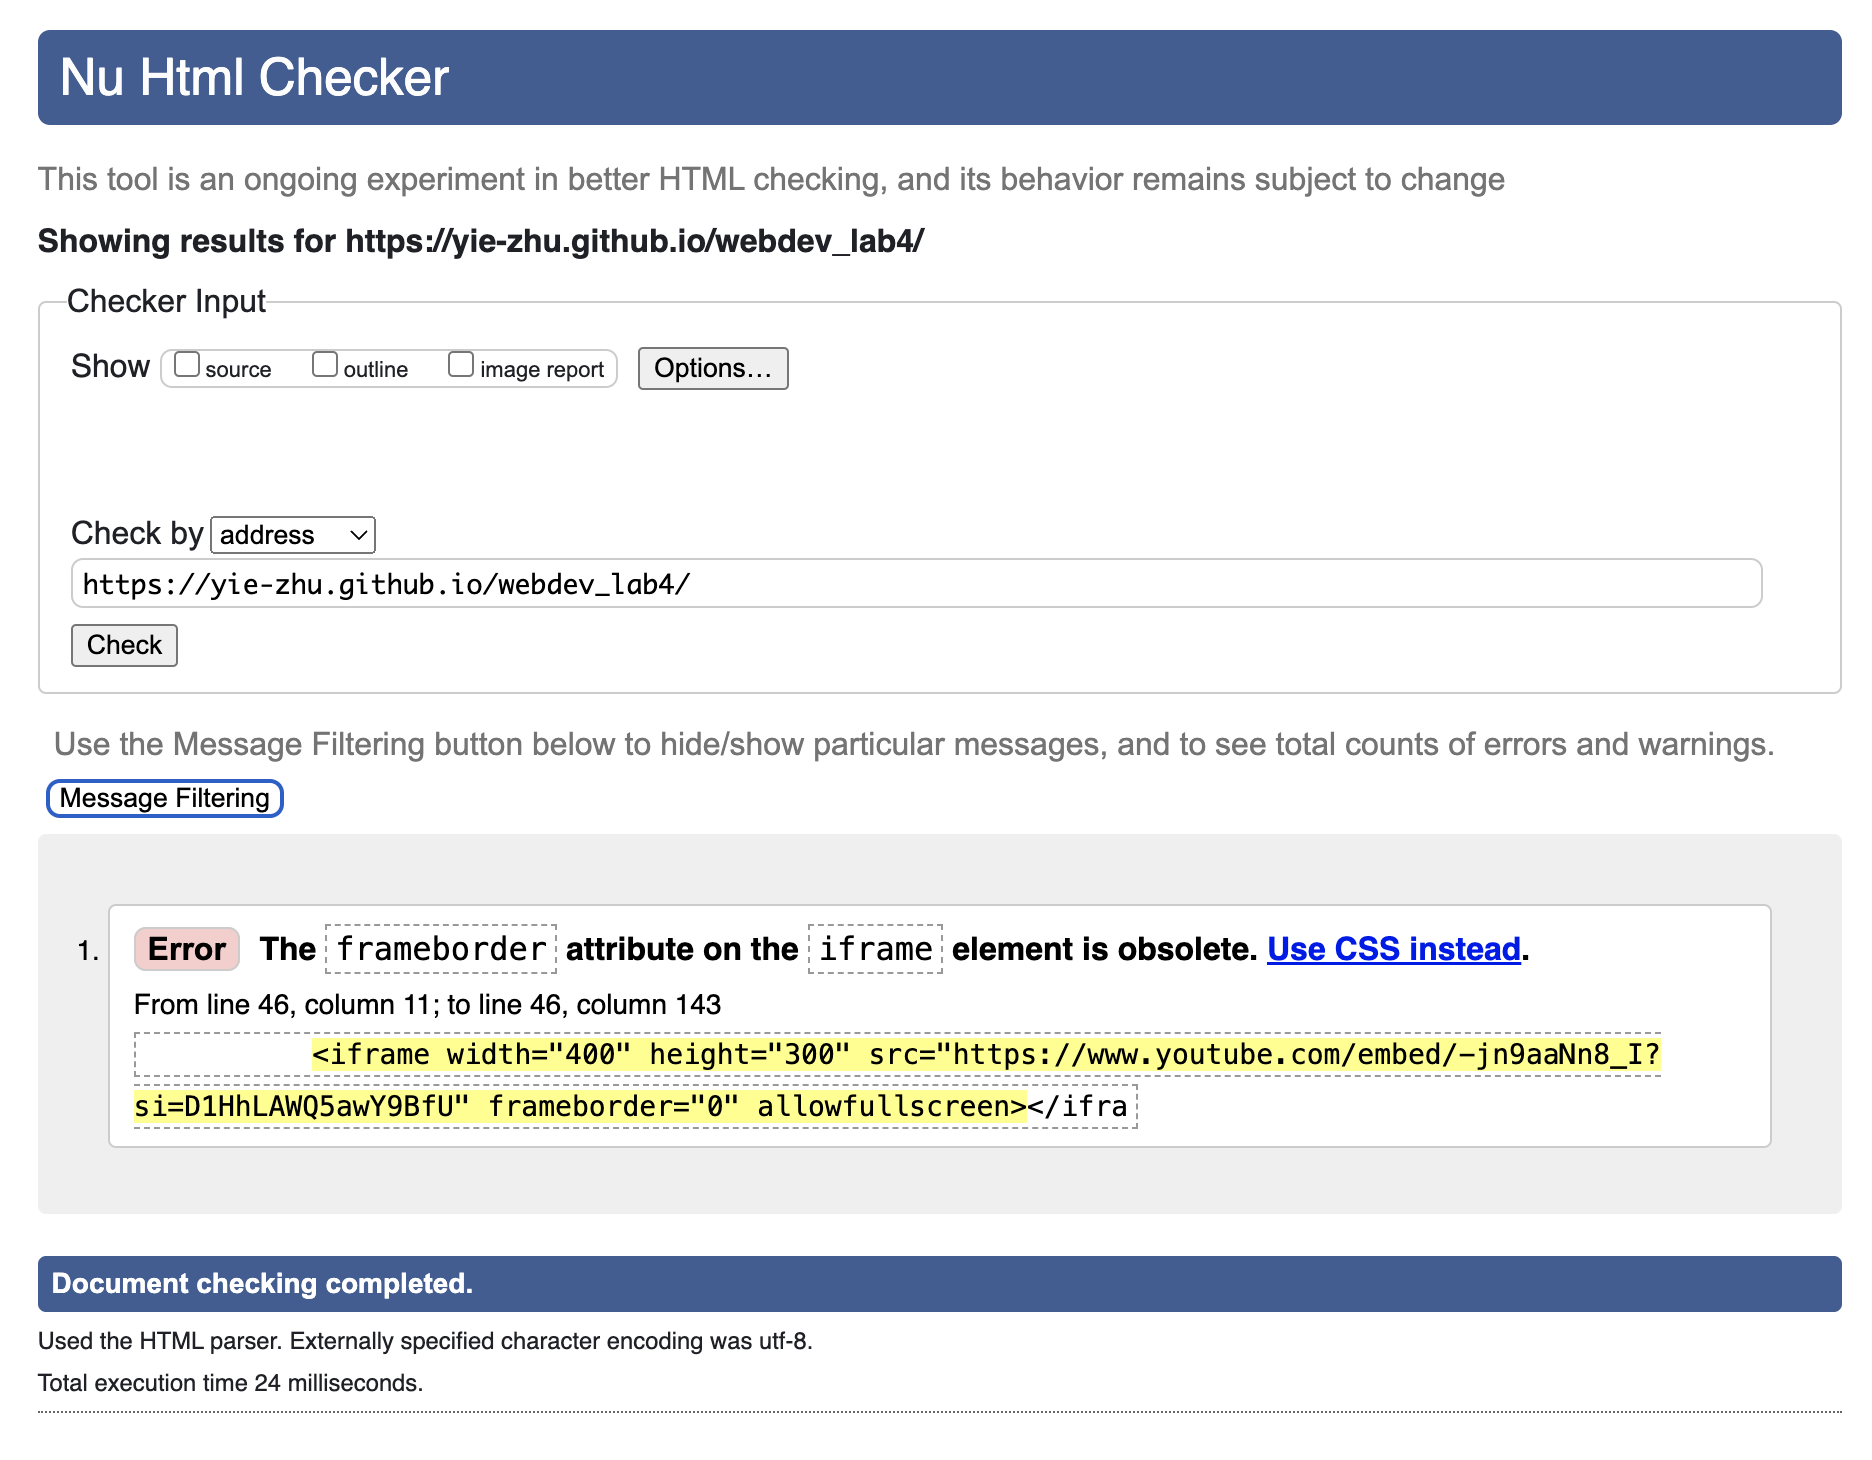 Nu Html Checker
This tool is an ongoing experiment in better HTML checking, and its behavior remains subject to change
Showing results for https://yie-zhu.github.io/webdev_lab4/
Checker Input
Show source outline image report Options…
Check by address
https://yie-zhu.github.io/webdev_lab4/
Check
Use the Message Filtering button below to hide/show particular messages, and to see total counts of errors and warnings.
Message Filtering
1. Error The frameborder attribute on the iframe element is obsolete. Use CSS instead.
From line 46, column 11; to line 46, column 143
<iframe width="400" height="300" src="https://www.youtube.com/embed/-jn9aaNn8_I?
si=D1HhLAWQ5awY9BfU" frameborder="0" allowfullscreen></ifra
Document checking completed.
Used the HTML parser. Externally specified character encoding was utf-8.
Total execution time 24 milliseconds.